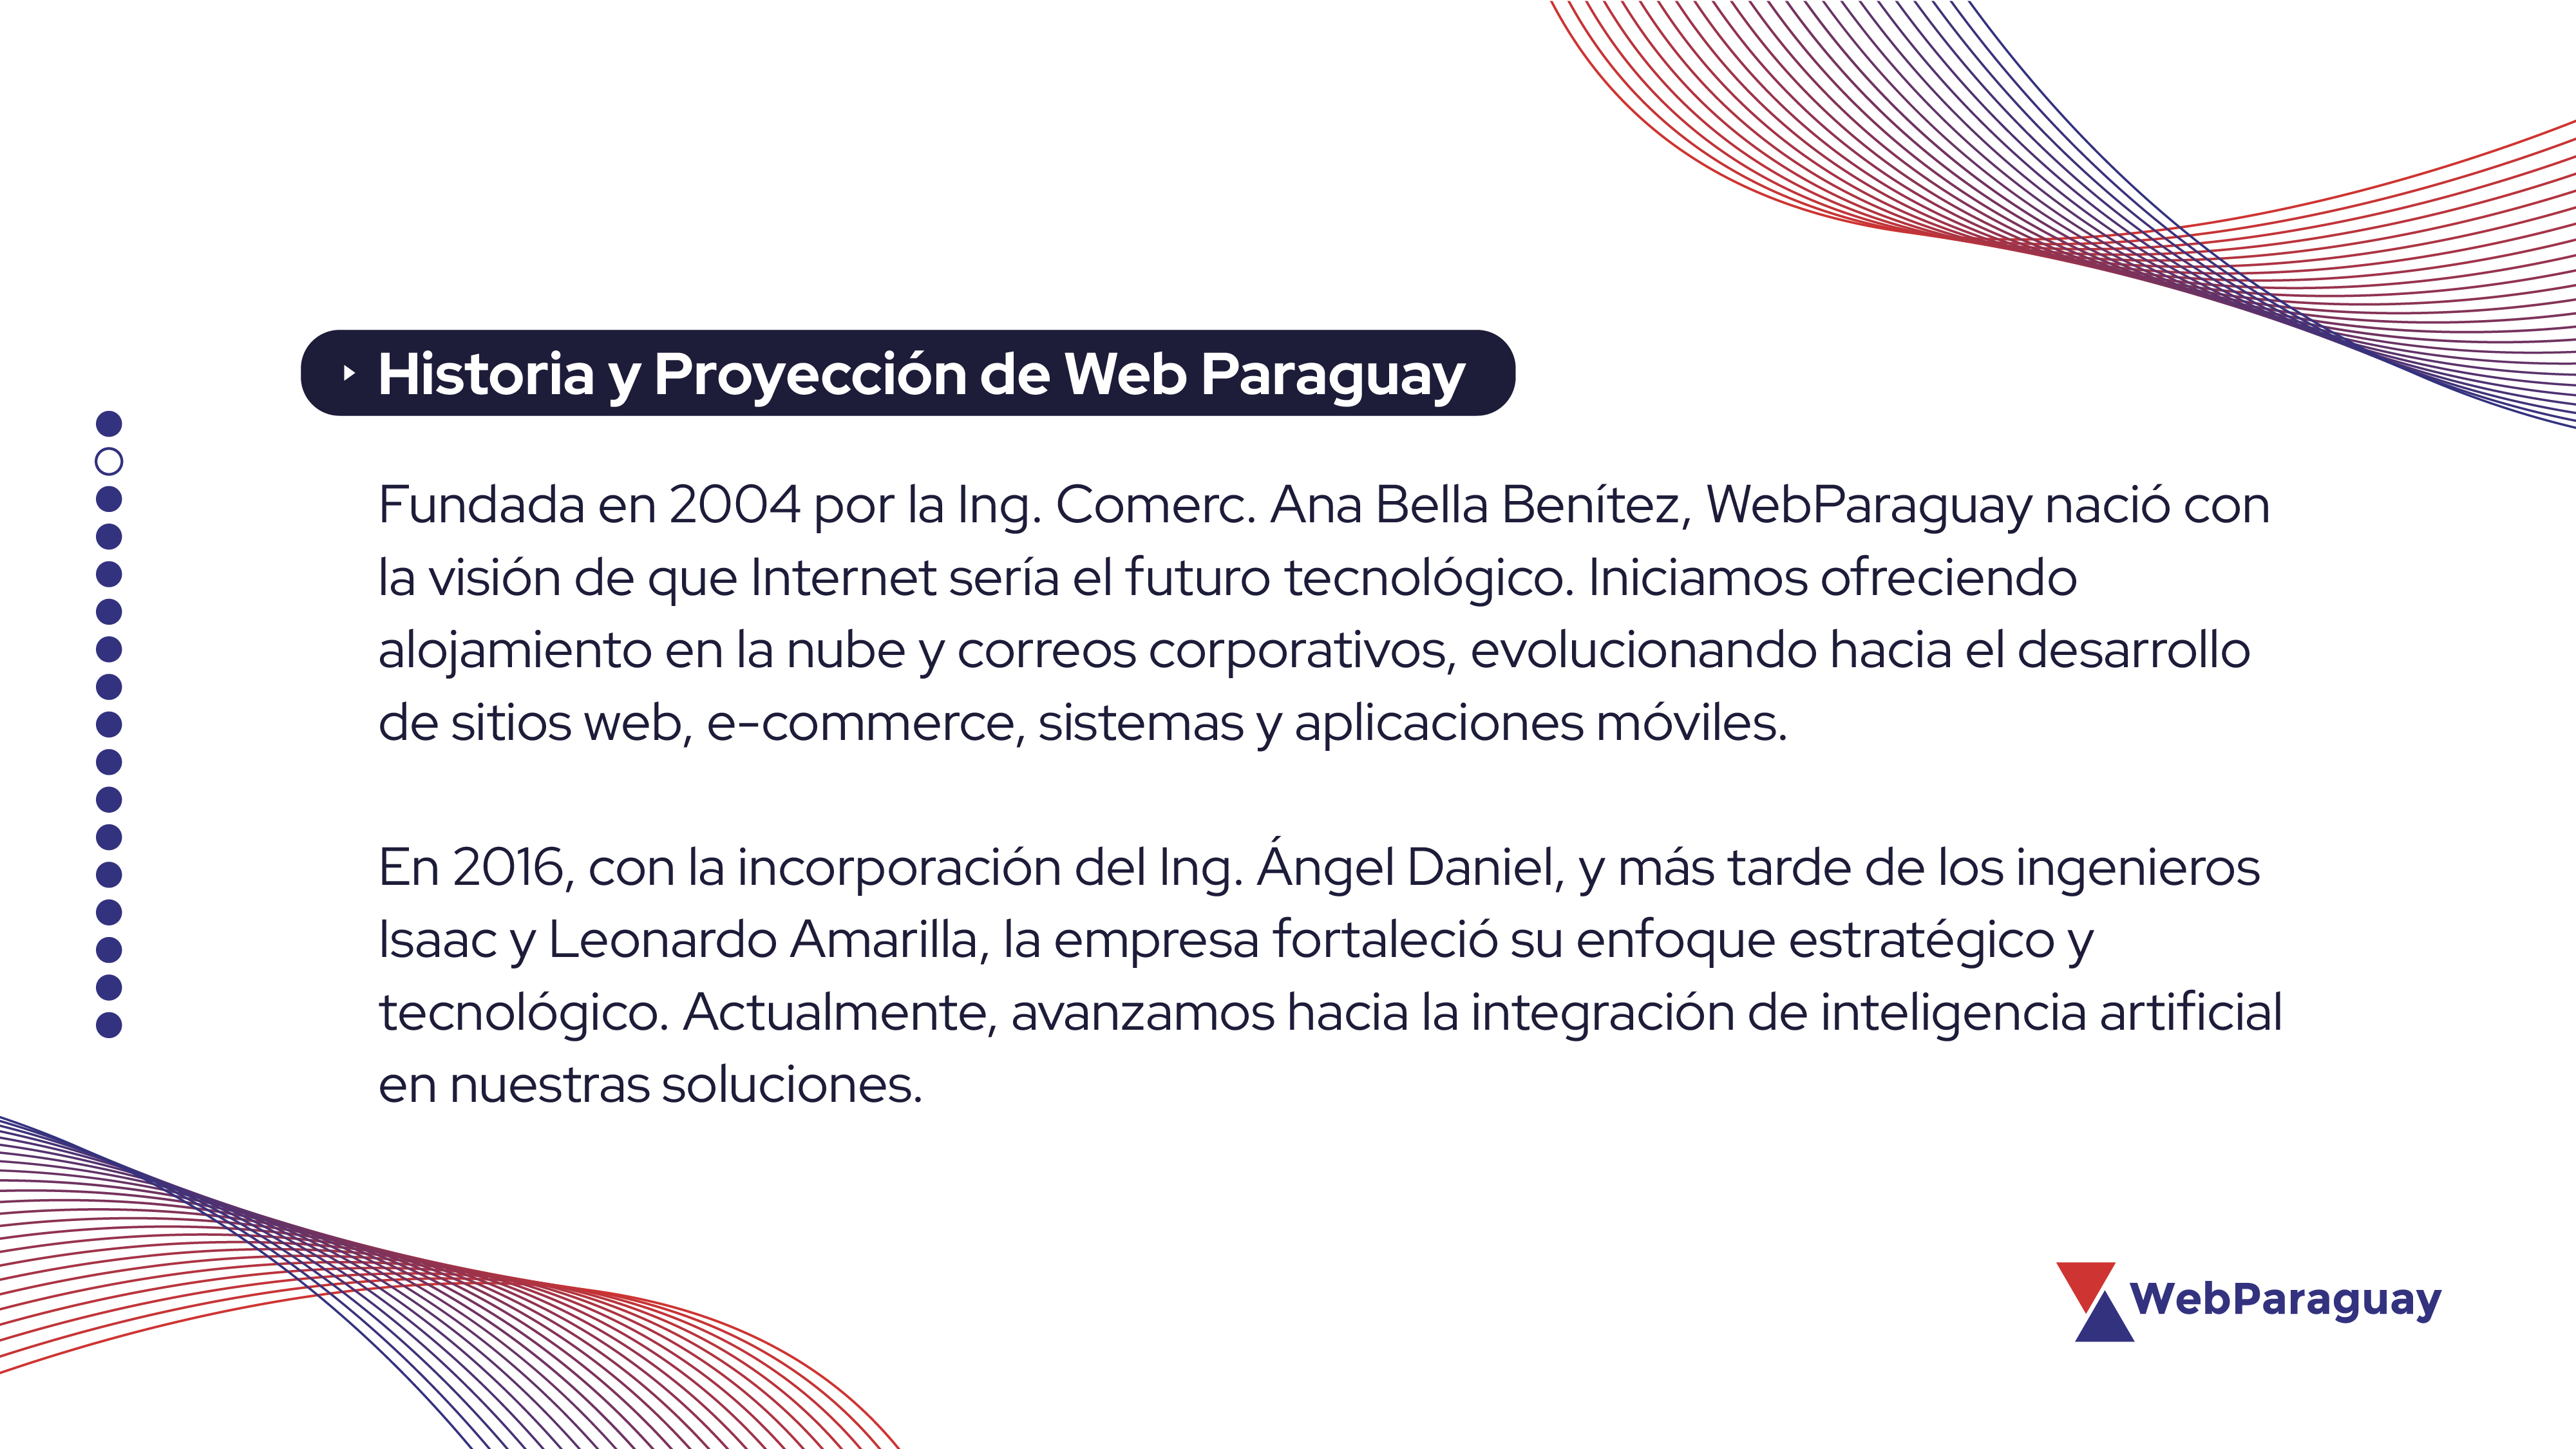 Historia y Proyección de Web Paraguay
Fundada en 2004 por la Ing. Comerc. Ana Bella Benítez, WebParaguay nació con
la visión de que Internet sería el futuro tecnológico. Iniciamos ofreciendo
alojamiento en la nube y correos corporativos, evolucionando hacia el desarrollo
de sitios web, e-commerce, sistemas y aplicaciones móviles.
En 2016, con la incorporación del Ing. Ángel Daniel, y más tarde de los ingenieros
Isaac y Leonardo Amarilla, la empresa fortaleció su enfoque estratégico y
tecnológico. Actualmente, avanzamos hacia la integración de inteligencia artificial
en nuestras soluciones.
WebParaguay